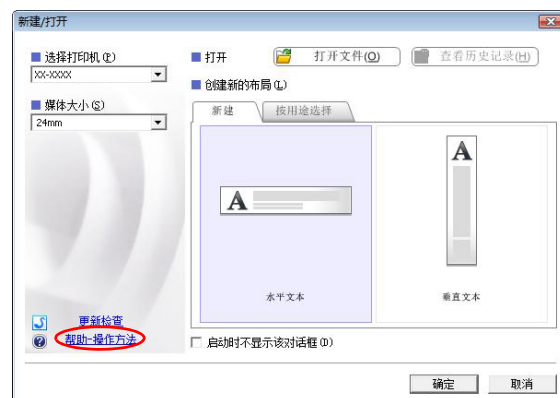 新建/打开
选择打印机(P)
XX-XXXX
媒体大小(S)
24mm
更新检查
帮助-操作方法
打开
打开文件(O)
查看历史记录(H)
创建新的布局(L)
新建
按用途选择
A
水平文本
A
垂直文本
启动时不显示该对话框(D)
确定
取消